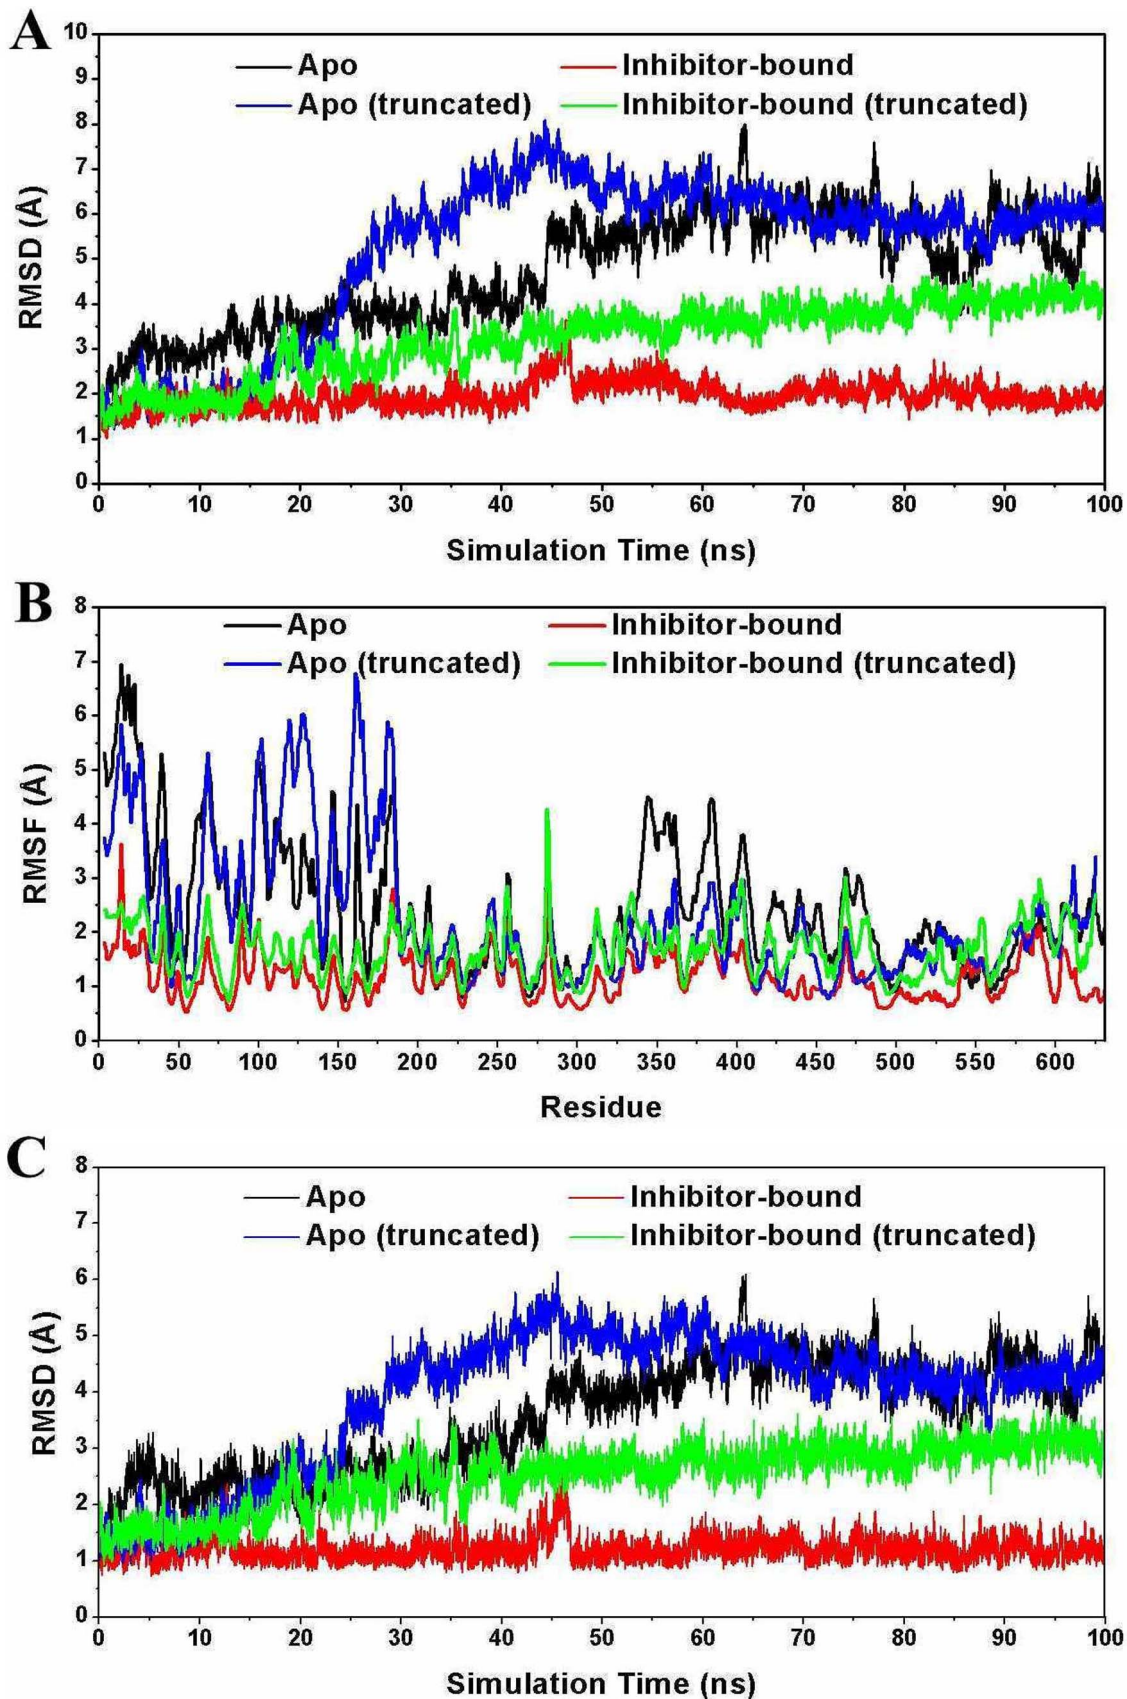 A
10
9
8
7
6
5
4
3
2
1
0
RMSD (Å)
Apo
Inhibitor-bound
Apo (truncated)
Inhibitor-bound (truncated)
0 10 20 30 40 50 60 70 80 90 100
Simulation Time (ns)
B
8
7
6
5
4
3
2
1
0
RMSF (Å)
Apo
Inhibitor-bound
Apo (truncated)
Inhibitor-bound (truncated)
0 50 100 150 200 250 300 350 400 450 500 550 600
Residue
C
8
7
6
5
4
3
2
1
0
RMSD (Å)
Apo
Inhibitor-bound
Apo (truncated)
Inhibitor-bound (truncated)
0 10 20 30 40 50 60 70 80 90 100
Simulation Time (ns)